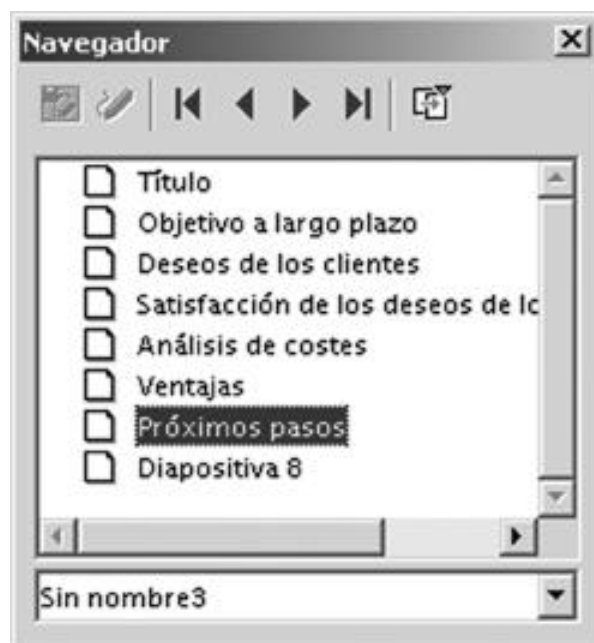 Navegador
Título
Objetivo a largo plazo
Deseos de los clientes
Satisfacción de los deseos de lc
Análisis de costes
Ventajas
Próximos pasos
Diapositiva 8
Sin nombre3